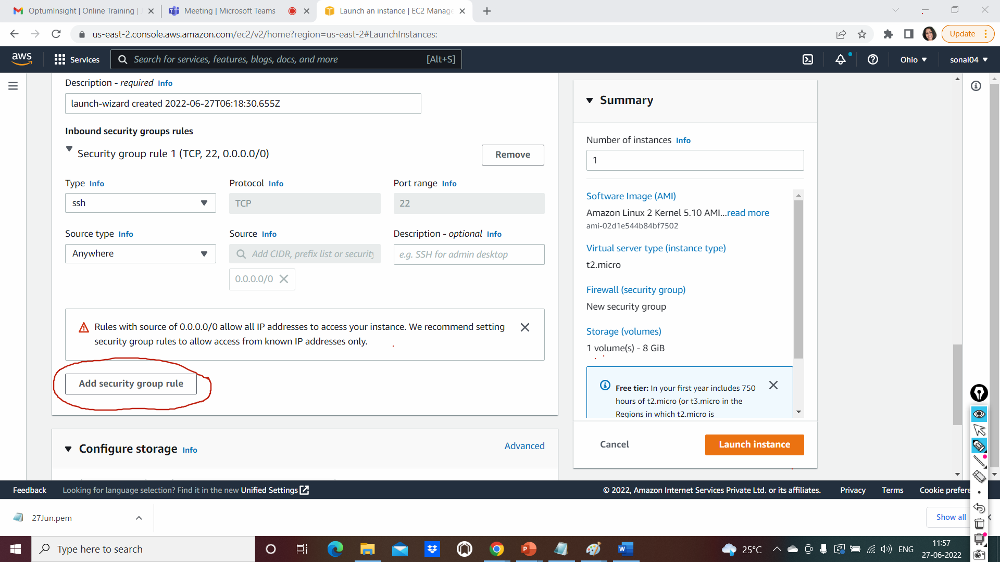 OptumInsight | Online Training |
Meeting | Microsoft Teams
Launch an instance | EC2 Manage
us-east-2.console.aws.amazon.com/ec2/v2/home?region=us-east-2#LaunchInstances:
Update
aws
Services
Search for services, features, blogs, docs, and more
[Alt+S]
Ohio
sonal04
Description - required Info
launch-wizard created 2022-06-27T06:18:30.655Z
Inbound security groups rules
Security group rule 1 (TCP, 22, 0.0.0.0/0)
Remove
Type Info
Protocol Info
Port range Info
ssh
TCP
22
Source type Info
Source Info
Description - optional Info
Anywhere
Add CIDR, prefix list or security
e.g. SSH for admin desktop
0.0.0.0/0
Rules with source of 0.0.0.0/0 allow all IP addresses to access your instance. We recommend setting
security group rules to allow access from known IP addresses only.
Add security group rule
Configure storage Info
Advanced
Summary
Number of instances Info
1
Software Image (AMI)
Amazon Linux 2 Kernel 5.10 AMI...read more
ami-02d1e544b84bf7502
Virtual server type (instance type)
t2.micro
Firewall (security group)
New security group
Storage (volumes)
1 volume(s) - 8 GiB
Free tier: In your first year includes 750
hours of t2.micro (or t3.micro in the
Regions in which t2.micro is
Cancel
Launch instance
Feedback
Looking for language selection? Find it in the new Unified Settings
© 2022, Amazon Internet Services Private Ltd. or its affiliates.
Privacy
Terms
Cookie prefere
27Jun.pem
Show all
Type here to search
25°C
ENG
11:57
27-06-2022